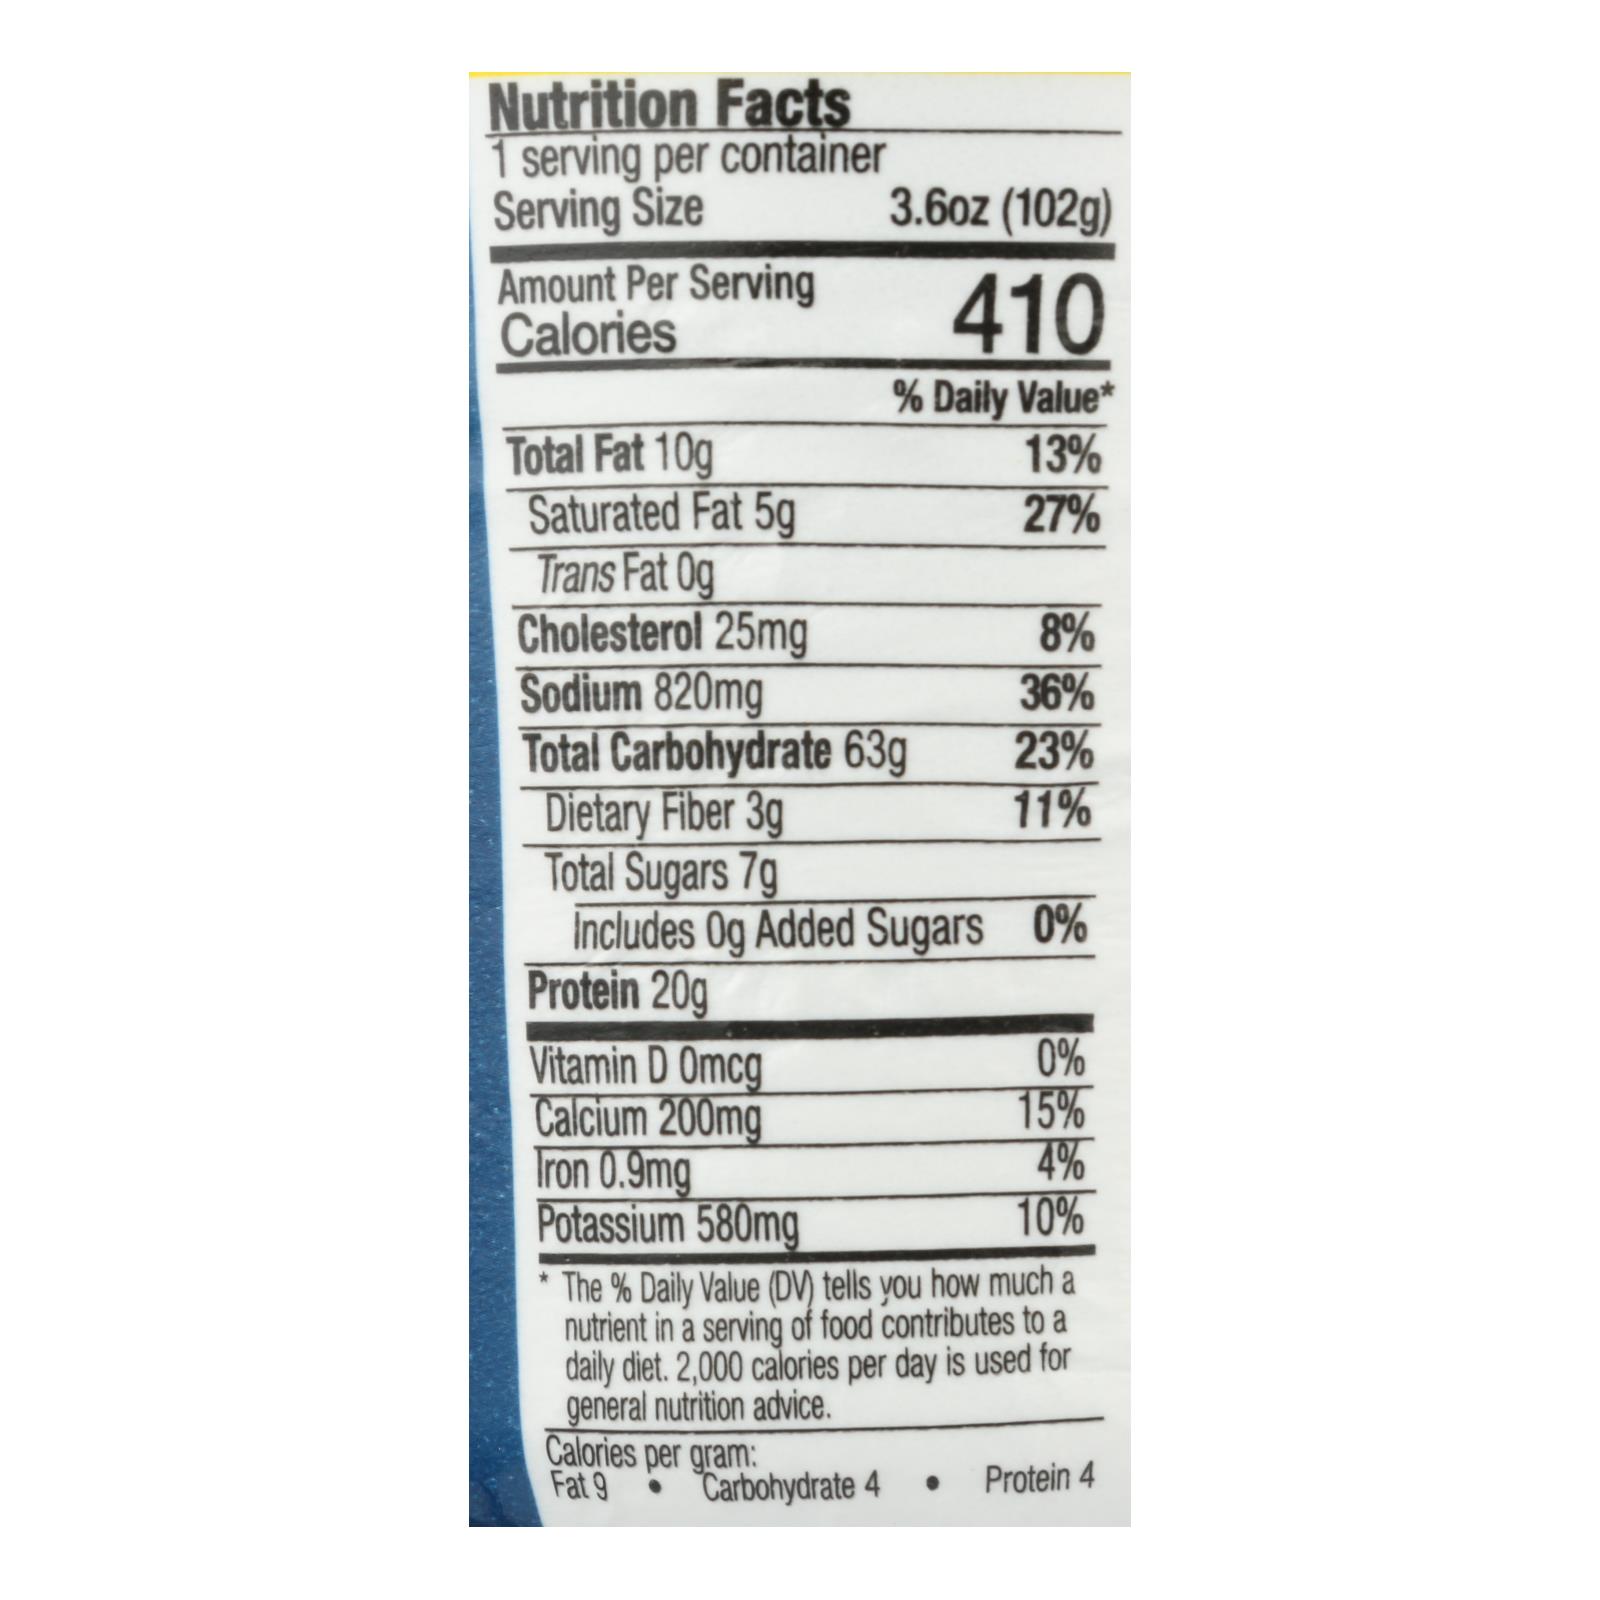 Nutrition Facts
1 serving per container
Serving Size 3.6oz (102g)
Amount Per Serving
Calories 410
% Daily Value*
Total Fat 10g 13%
Saturated Fat 5g 27%
Trans Fat 0g
Cholesterol 25mg 8%
Sodium 820mg 36%
Total Carbohydrate 63g 23%
Dietary Fiber 3g 11%
Total Sugars 7g
Includes 0g Added Sugars 0%
Protein 20g
Vitamin D 0mcg 0%
Calcium 200mg 15%
Iron 0.9mg 4%
Potassium 580mg 10%
* The % Daily Value (DV) tells you how much a
nutrient in a serving of food contributes to a
daily diet. 2,000 calories per day is used for
general nutrition advice.
Calories per gram:
Fat 9 • Carbohydrate 4 • Protein 4